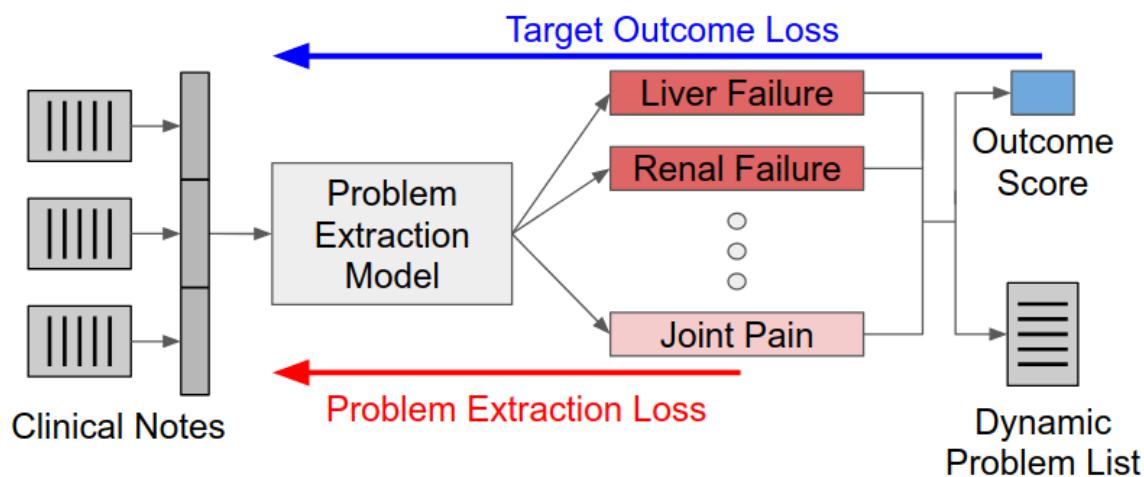 Target Outcome Loss
Liver Failure
Renal Failure
Outcome
Score
Problem
Extraction
Model
Joint Pain
Problem Extraction Loss
Clinical Notes
Dynamic
Problem List